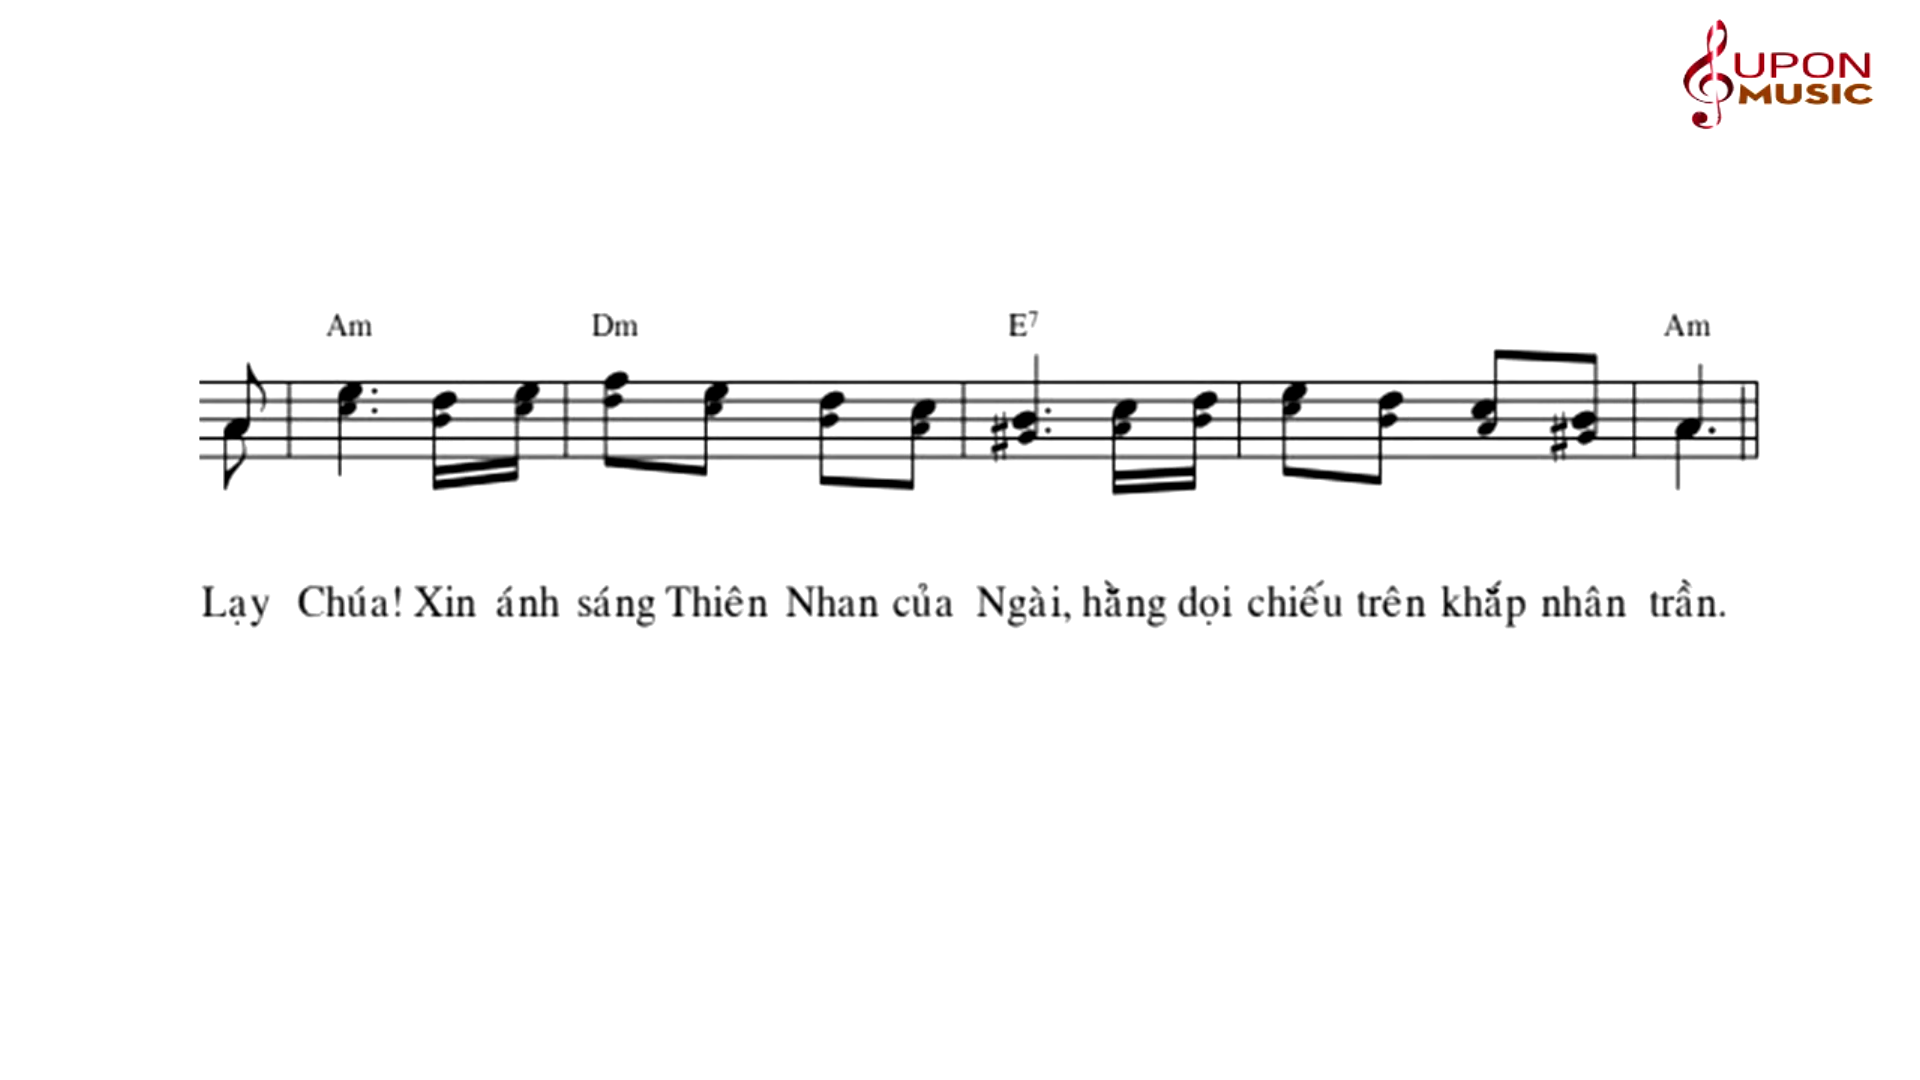 UPON
MUSIC
Am Dm E7 Am
Lạy Chúa! Xin ánh sáng Thiên Nhan của Ngài, hằng dọi chiếu trên khắp nhân trần.